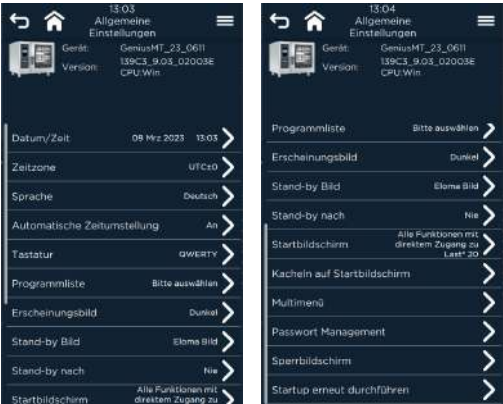 13:03
Allgemeine
Einstellungen
Gerät: GeniusMT_23_0611
Version: 139C3_9.03_02003E
CPU:Win
Datum/Zeit 09 Mrz 2023 13:03
Zeitzone UTC±0
Sprache Deutsch
Automatische Zeitumstellung An
Tastatur QWERTY
Programmliste Bitte auswählen
Erscheinungsbild Dunkel
Stand-by Bild Eloma Bild
Stand-by nach Nie
Alle Funktionen mit
Startbildschirm direktem Zugang zu
13:04
Allgemeine
Einstellungen
Gerät: GeniusMT_23_0611
Version: 139C3_9.03_02003E
CPU:Win
Programmliste Bitte auswählen
Erscheinungsbild Dunkel
Stand-by Bild Eloma Bild
Stand-by nach Nie
Alle Funktionen mit
Startbildschirm direktem Zugang zu
Last* 20
Kacheln auf Startbildschirm
Multimenü
Passwort Management
Sperrbildschirm
Startup erneut durchführen